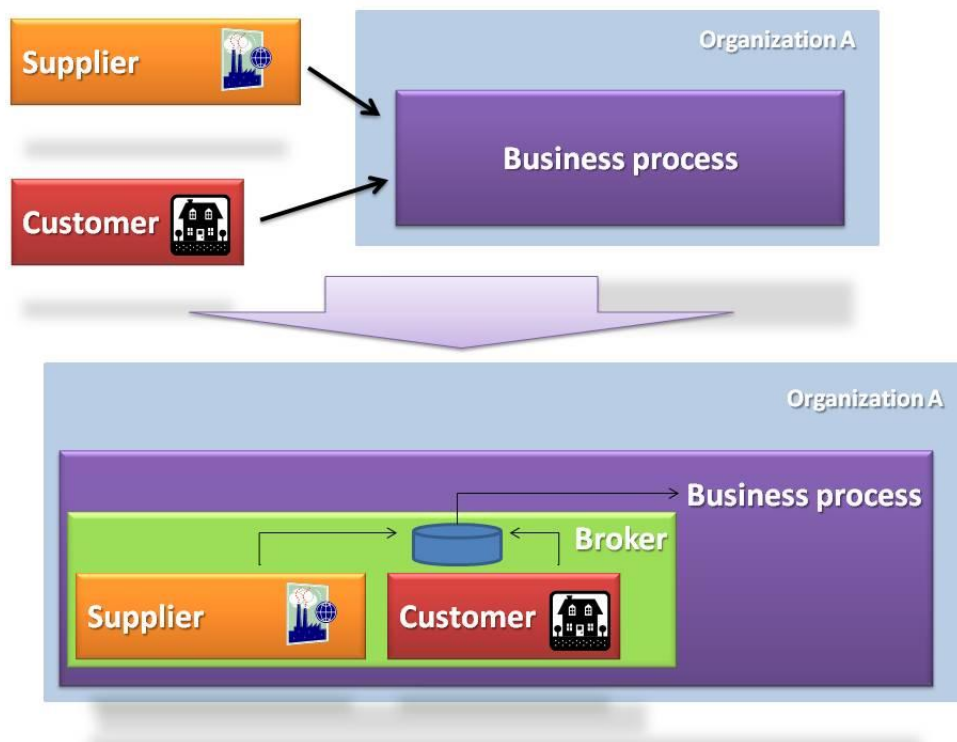 Organization A
Supplier
Business process
Customer
Organization A
Business process
Broker
Supplier
Customer